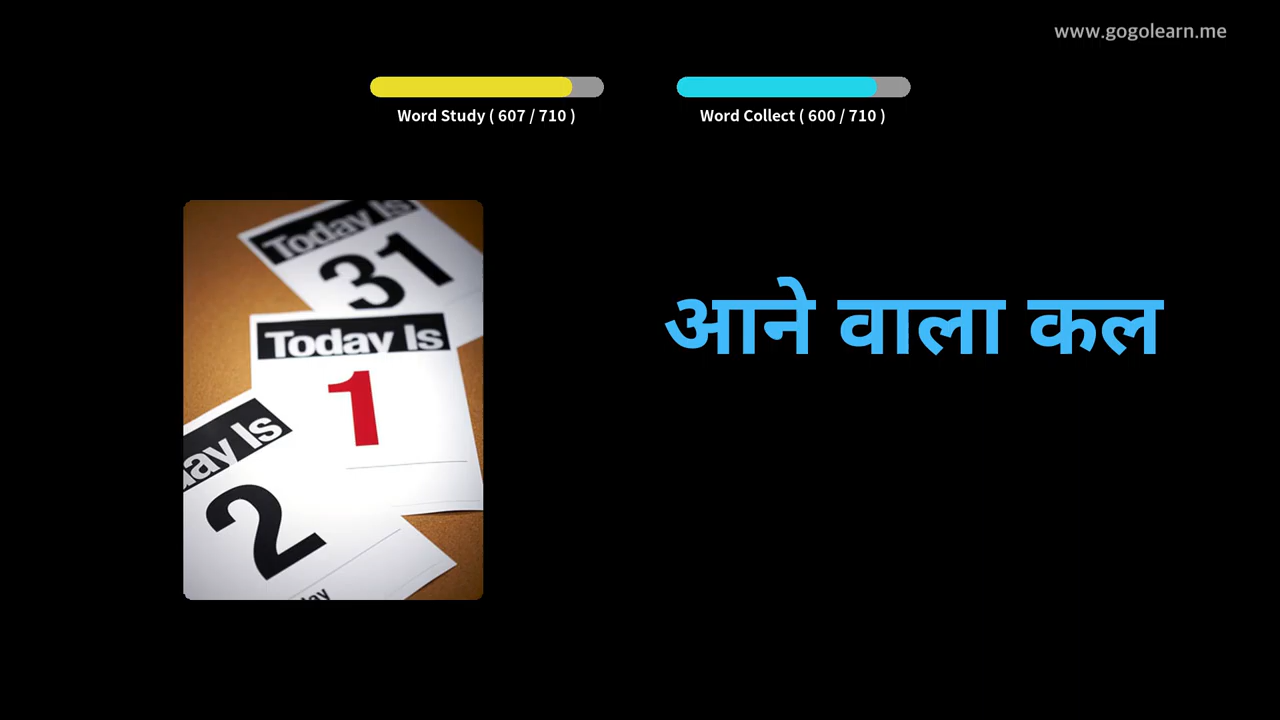 www.gogolearn.me
Word Study ( 607 / 710 )
Word Collect ( 600 / 710 )
Today Is
31
Today Is
1
ay Is
2
आने वाला कल